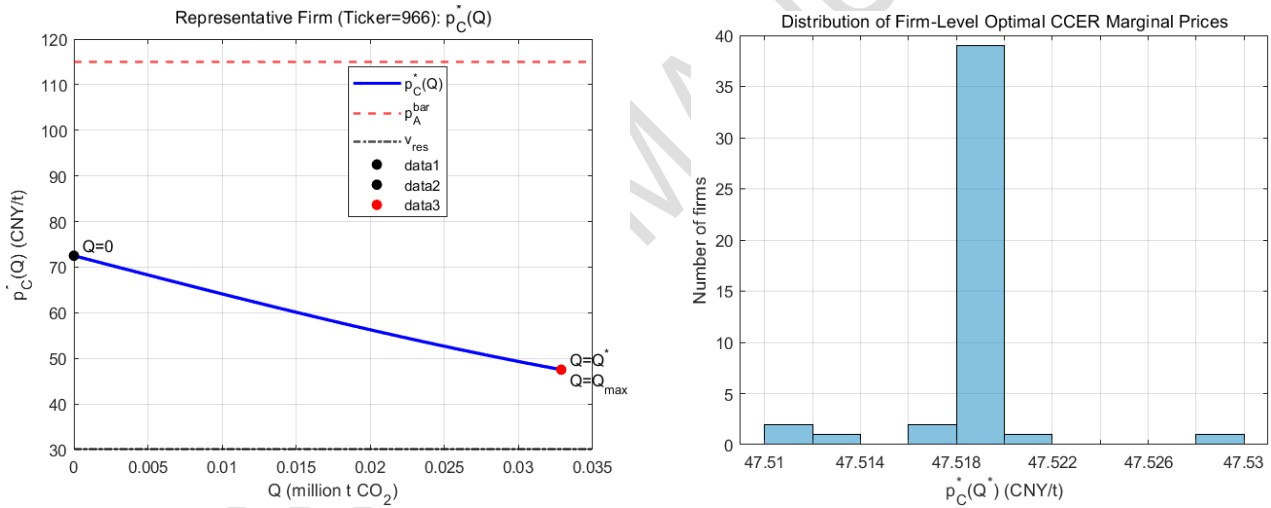 Representative Firm (Ticker=966): p*C(Q)
120
110
100
90
80
70
60
50
40
30
p*C(Q) (CNY/t)
p*C(Q)
pAbar
vres
data1
data2
data3
Q=0
Q=Q*
Q=Qmax
0 0.005 0.01 0.015 0.02 0.025 0.03 0.035
Q (million t CO2)
Distribution of Firm-Level Optimal CCER Marginal Prices
40
35
30
25
20
15
10
5
0
Number of firms
47.51 47.514 47.518 47.522 47.526 47.53
p*C(Q*) (CNY/t)